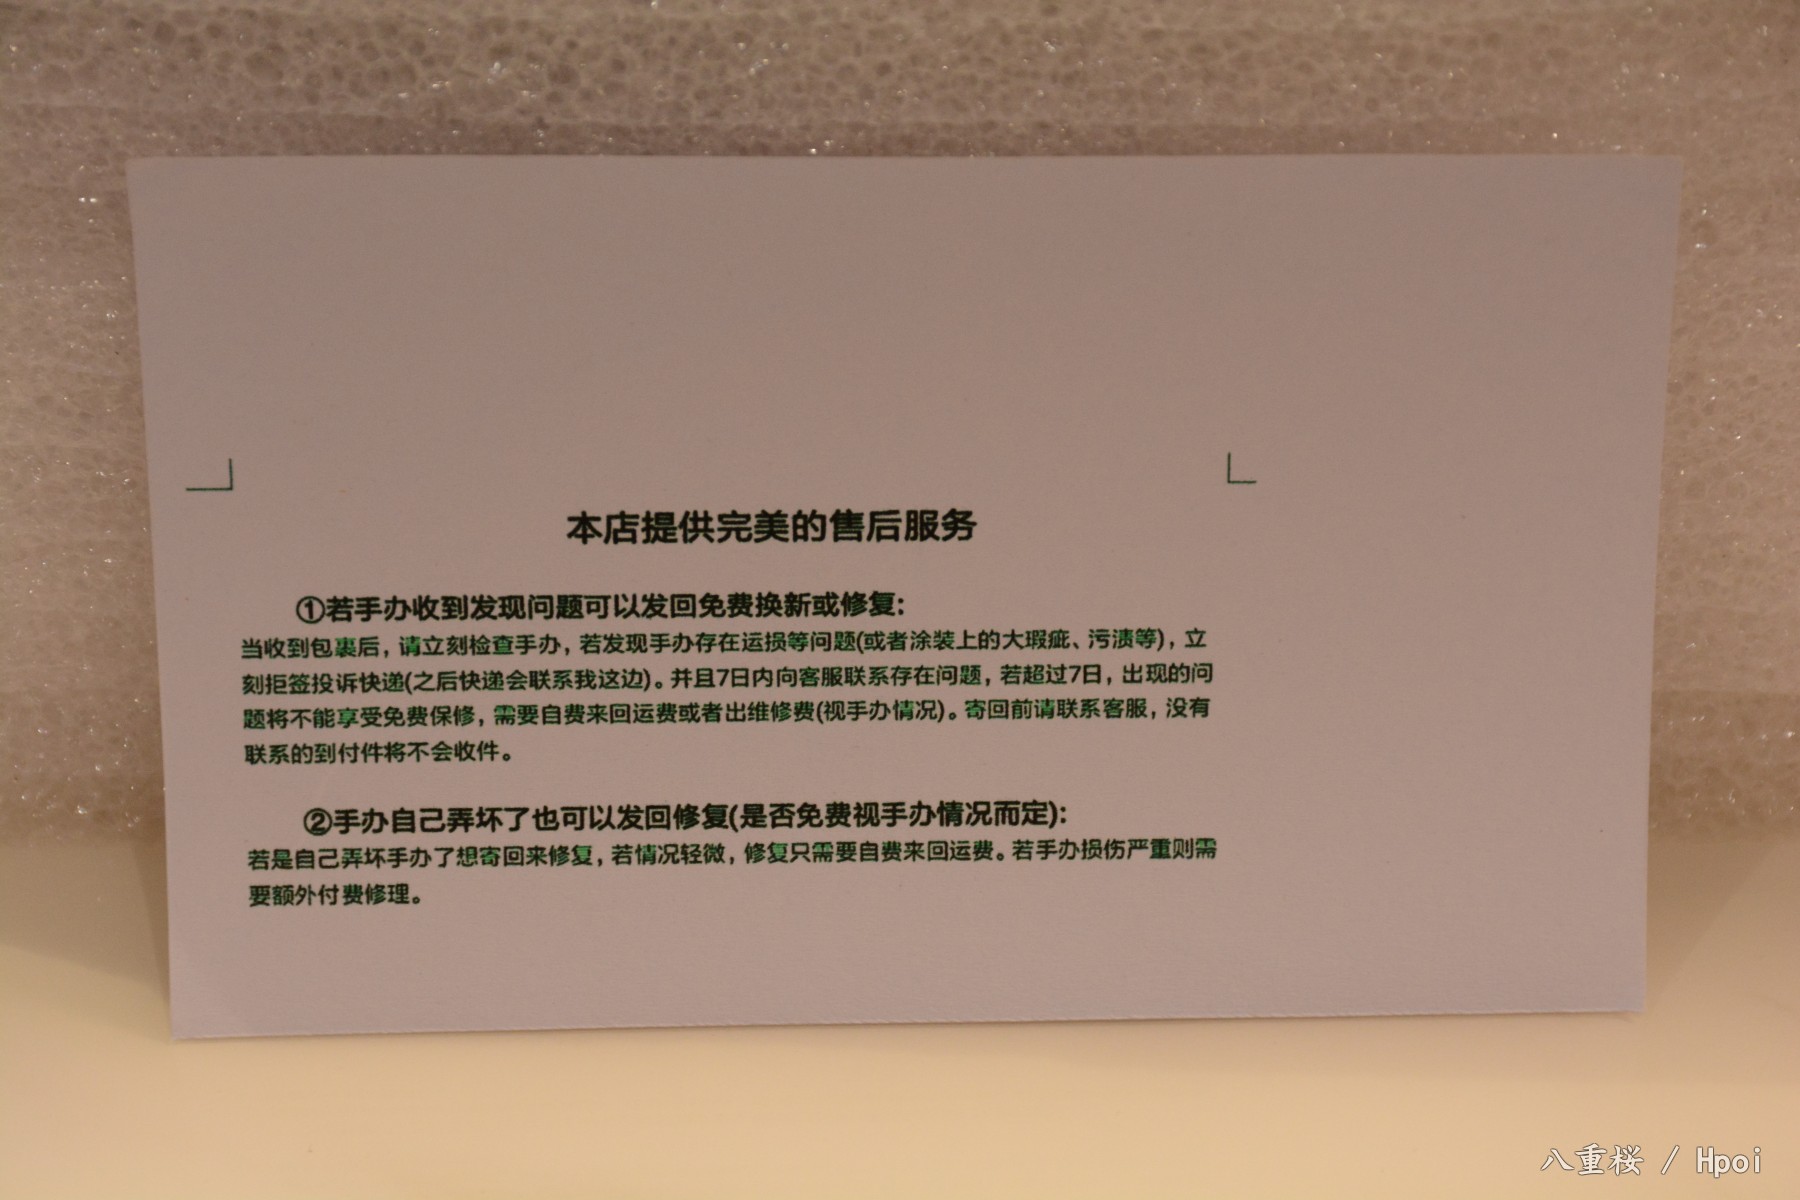 本店提供完美的售后服务
①若手办收到发现问题可以发回免费换新或修复:
当收到包裹后，请立刻检查手办，若发现手办存在运损等问题(或者涂装上的大瑕疵、污渍等)，立
刻拒签投诉快递(之后快递会联系我这边)。并且7日内向客服联系存在问题，若超过7日，出现的问
题将不能享受免费保修，需要自费来回运费或者出维修费(视手办情况)。寄回前请联系客服，没有
联系的到付件将不会收件。
②手办自己弄坏了也可以发回修复(是否免费视手办情况而定):
若是自己弄坏手办了想寄回来修复，若情况轻微，修复只需要自费来回运费。若手办损伤严重则需
要额外付费修理。
八重桜 / Hpoi